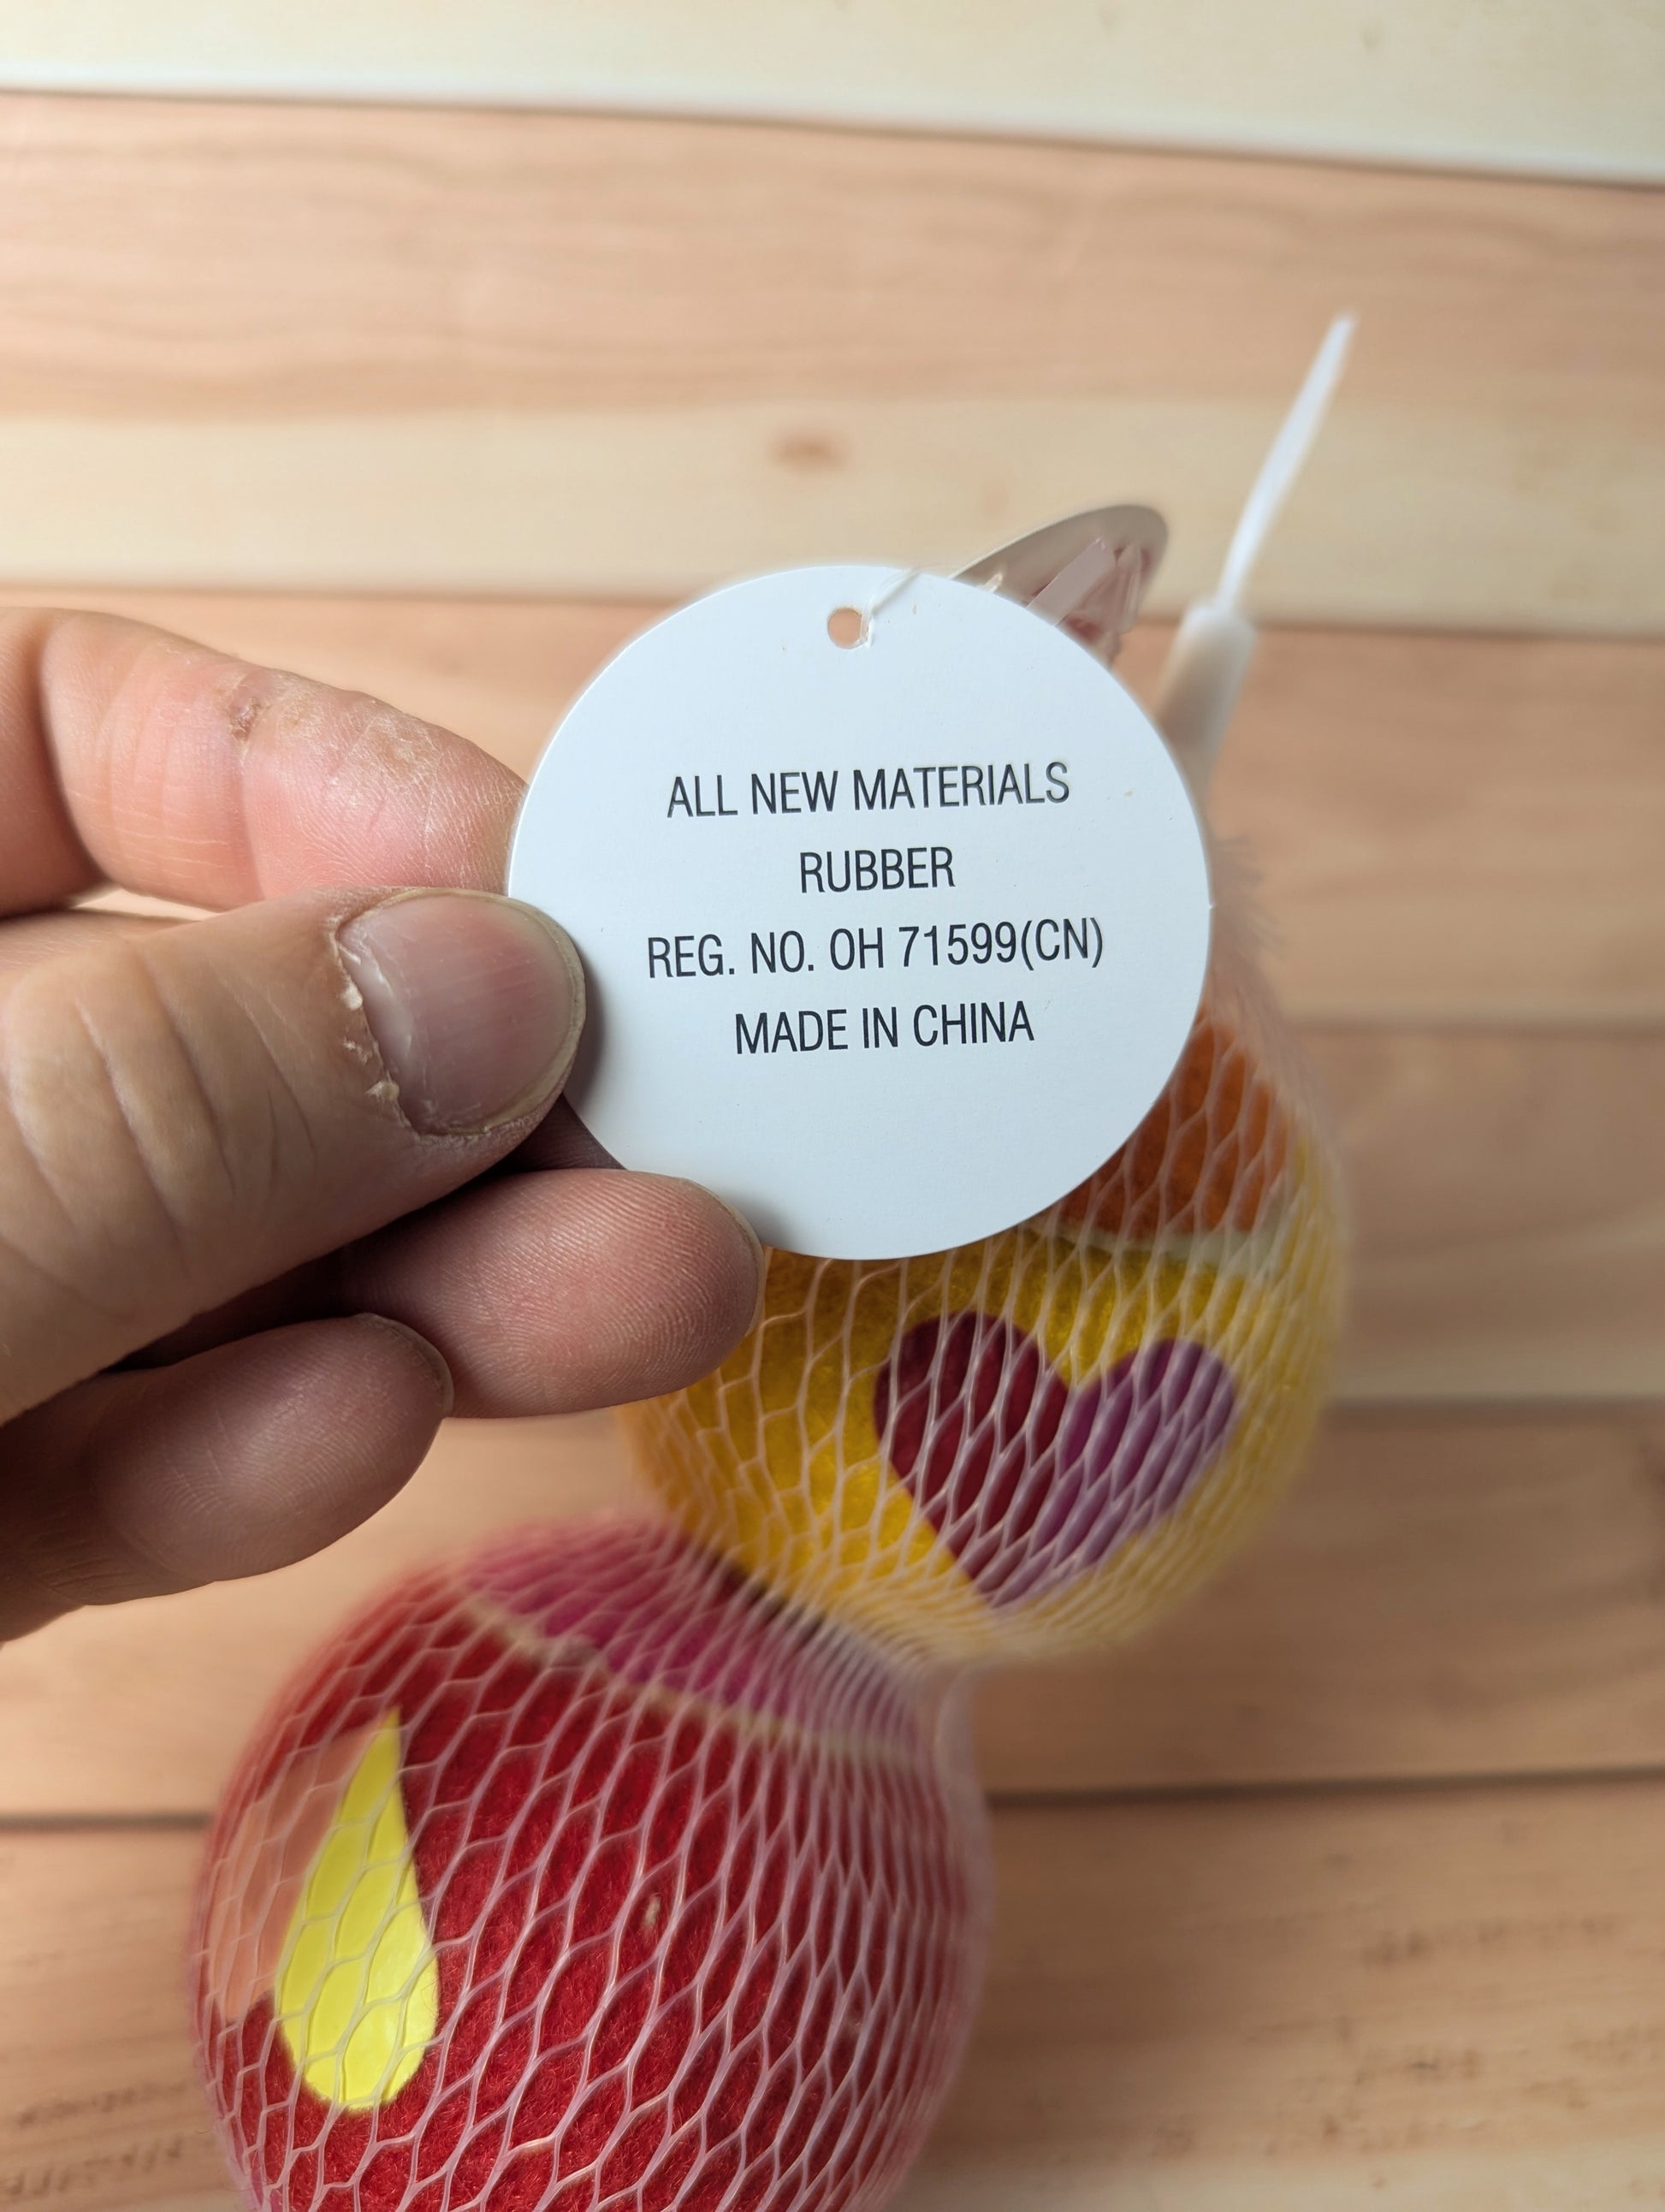 ALL NEW MATERIALS
RUBBER
REG. NO. OH 71599(CN)
MADE IN CHINA